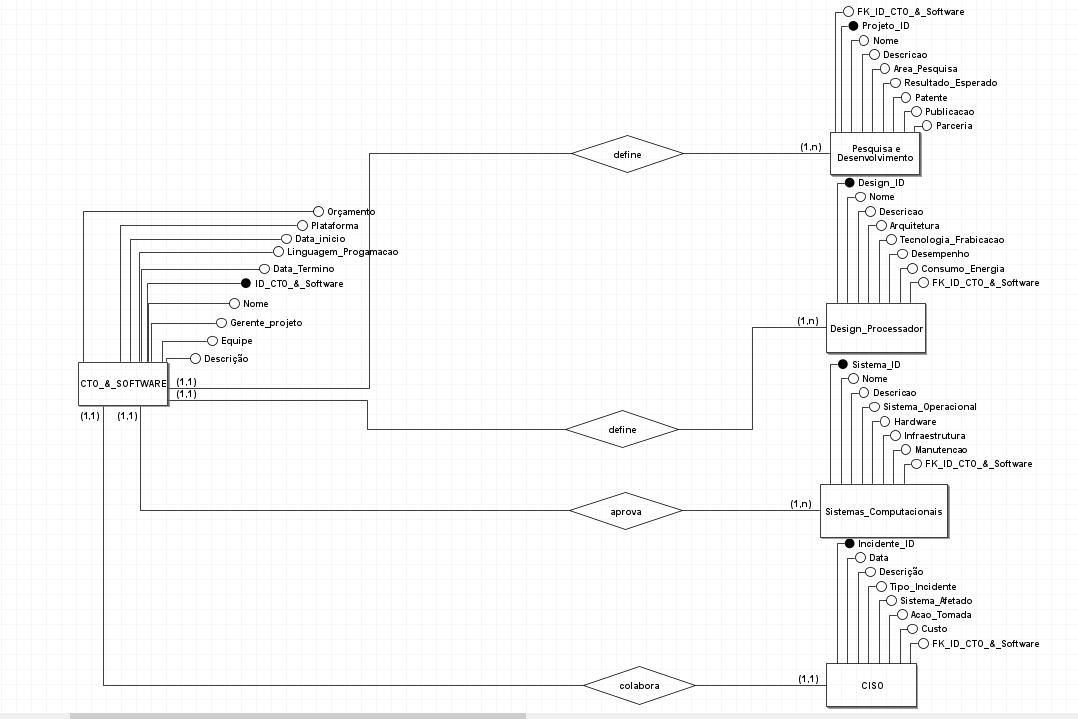 FK_ID_CTO_&_Software
Projeto_ID
Nome
Descricao
Area_Pesquisa
Resultado_Esperado
Patente
Publicacao
Parceria
define
(1,n)
Pesquisa e
Desenvolvimento
Design_ID
Nome
Descricao
Arquitetura
Tecnologia_Frabicacao
Desempenho
Consumo_Energia
FK_ID_CTO_&_Software
(1,n)
Design_Processador
Orçamento
Plataforma
Data_inicio
Linguagem_Progamacao
Data_Termino
ID_CTO_&_Software
Nome
Gerente_projeto
Equipe
Descrição
CTO_&_SOFTWARE
(1,1)
(1,1)
(1,1)
(1,1)
define
Sistema_ID
Nome
Descricao
Sistema_Operacional
Hardware
Infraestrutura
Manutencao
FK_ID_CTO_&_Software
aprova
(1,n)
Sistemas_Computacionais
Incidente_ID
Data
Descrição
Tipo_Incidente
Sistema_Afetado
Acao_Tomada
Custo
FK_ID_CTO_&_Software
colabora
(1,1)
CISO